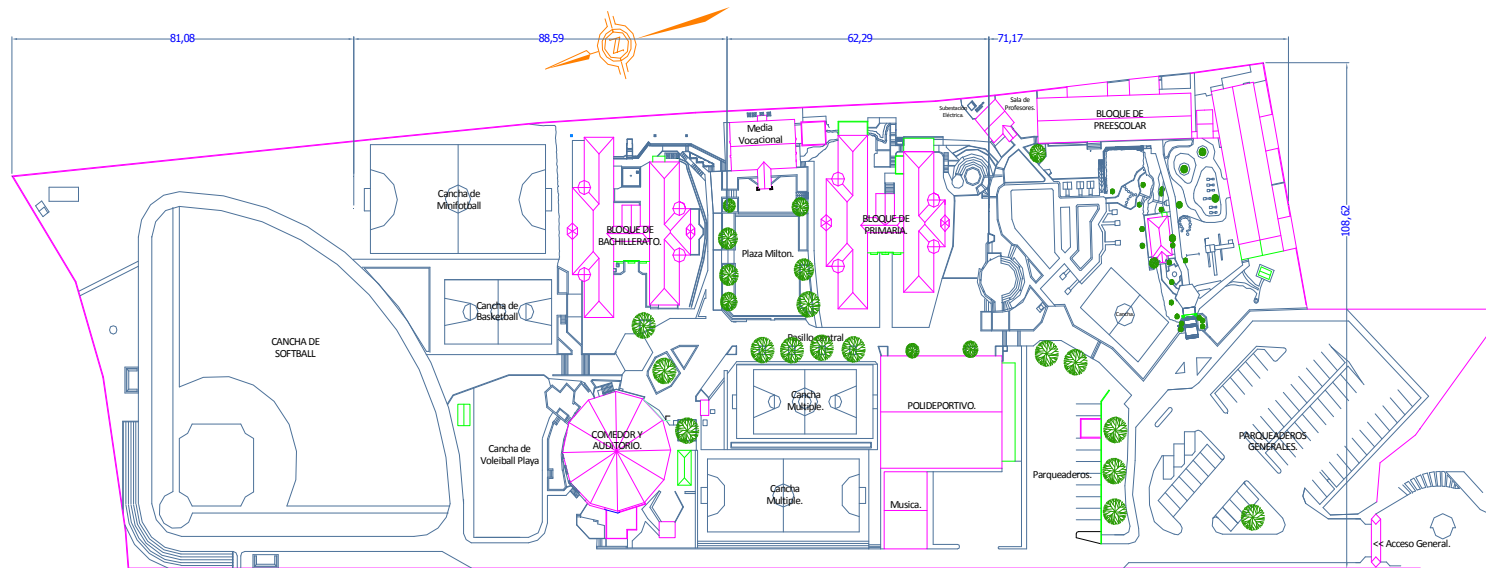 81,08
88,59
62,29
71,17
Z
Media
Vocacional
Subentación
Eléctrica.
Sala de
Profesores.
BLOQUE DE
PREESCOLAR
Cancha de
Minifotball
BLOQUE DE
BACHILLERATO.
Plaza Milton.
BLOQUE DE
PRIMARÍA.
108,62
Cancha de
Basketball
Cancha.
CANCHA DE
SOFTBALL
Pasillo central
Cancha
Multiple.
POLIDEPORTIVO.
COMEDOR Y
AUDITORIO.
Cancha de
Voleiball Playa
PARQUEADEROS
GENERALES.
Parqueaderos.
Cancha
Multiple.
Musica.
<< Acceso General.